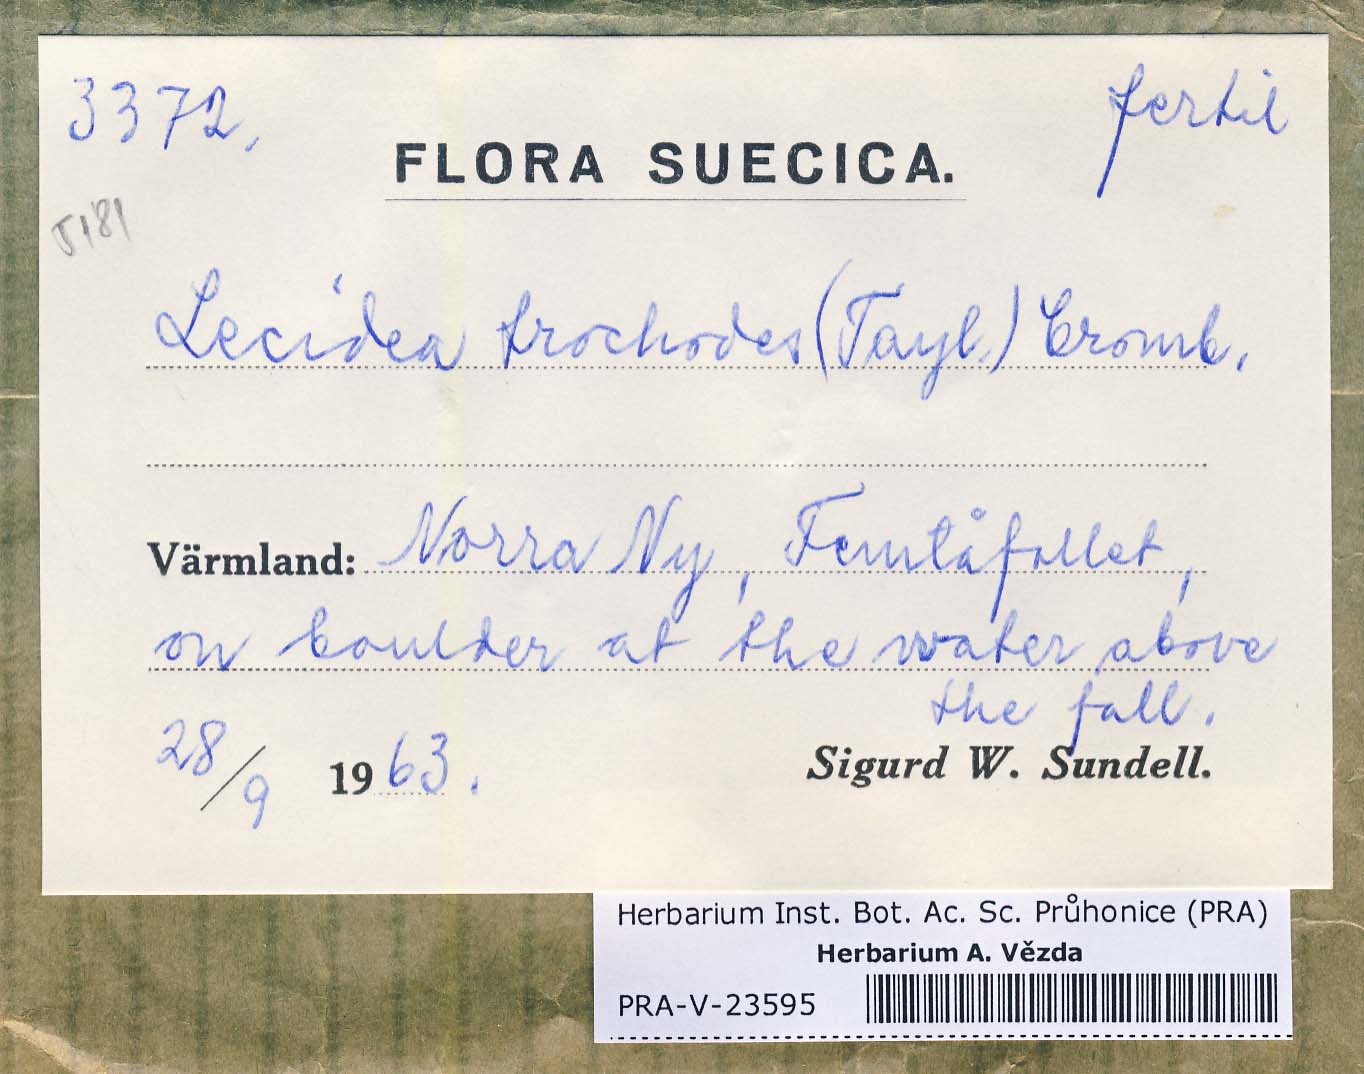 3372.
fertil
FLORA SUECICA.
5181
Lecidea trochodes (Tayl.) Cromb.
Värmland: Norra Ny, Femtåfallet,
on boulder at the water above
the fall.
28/9 1963.
Sigurd W. Sundell.
Herbarium Inst. Bot. Ac. Sc. Průhonice (PRA)
Herbarium A. Vězda
PRA-V-23595